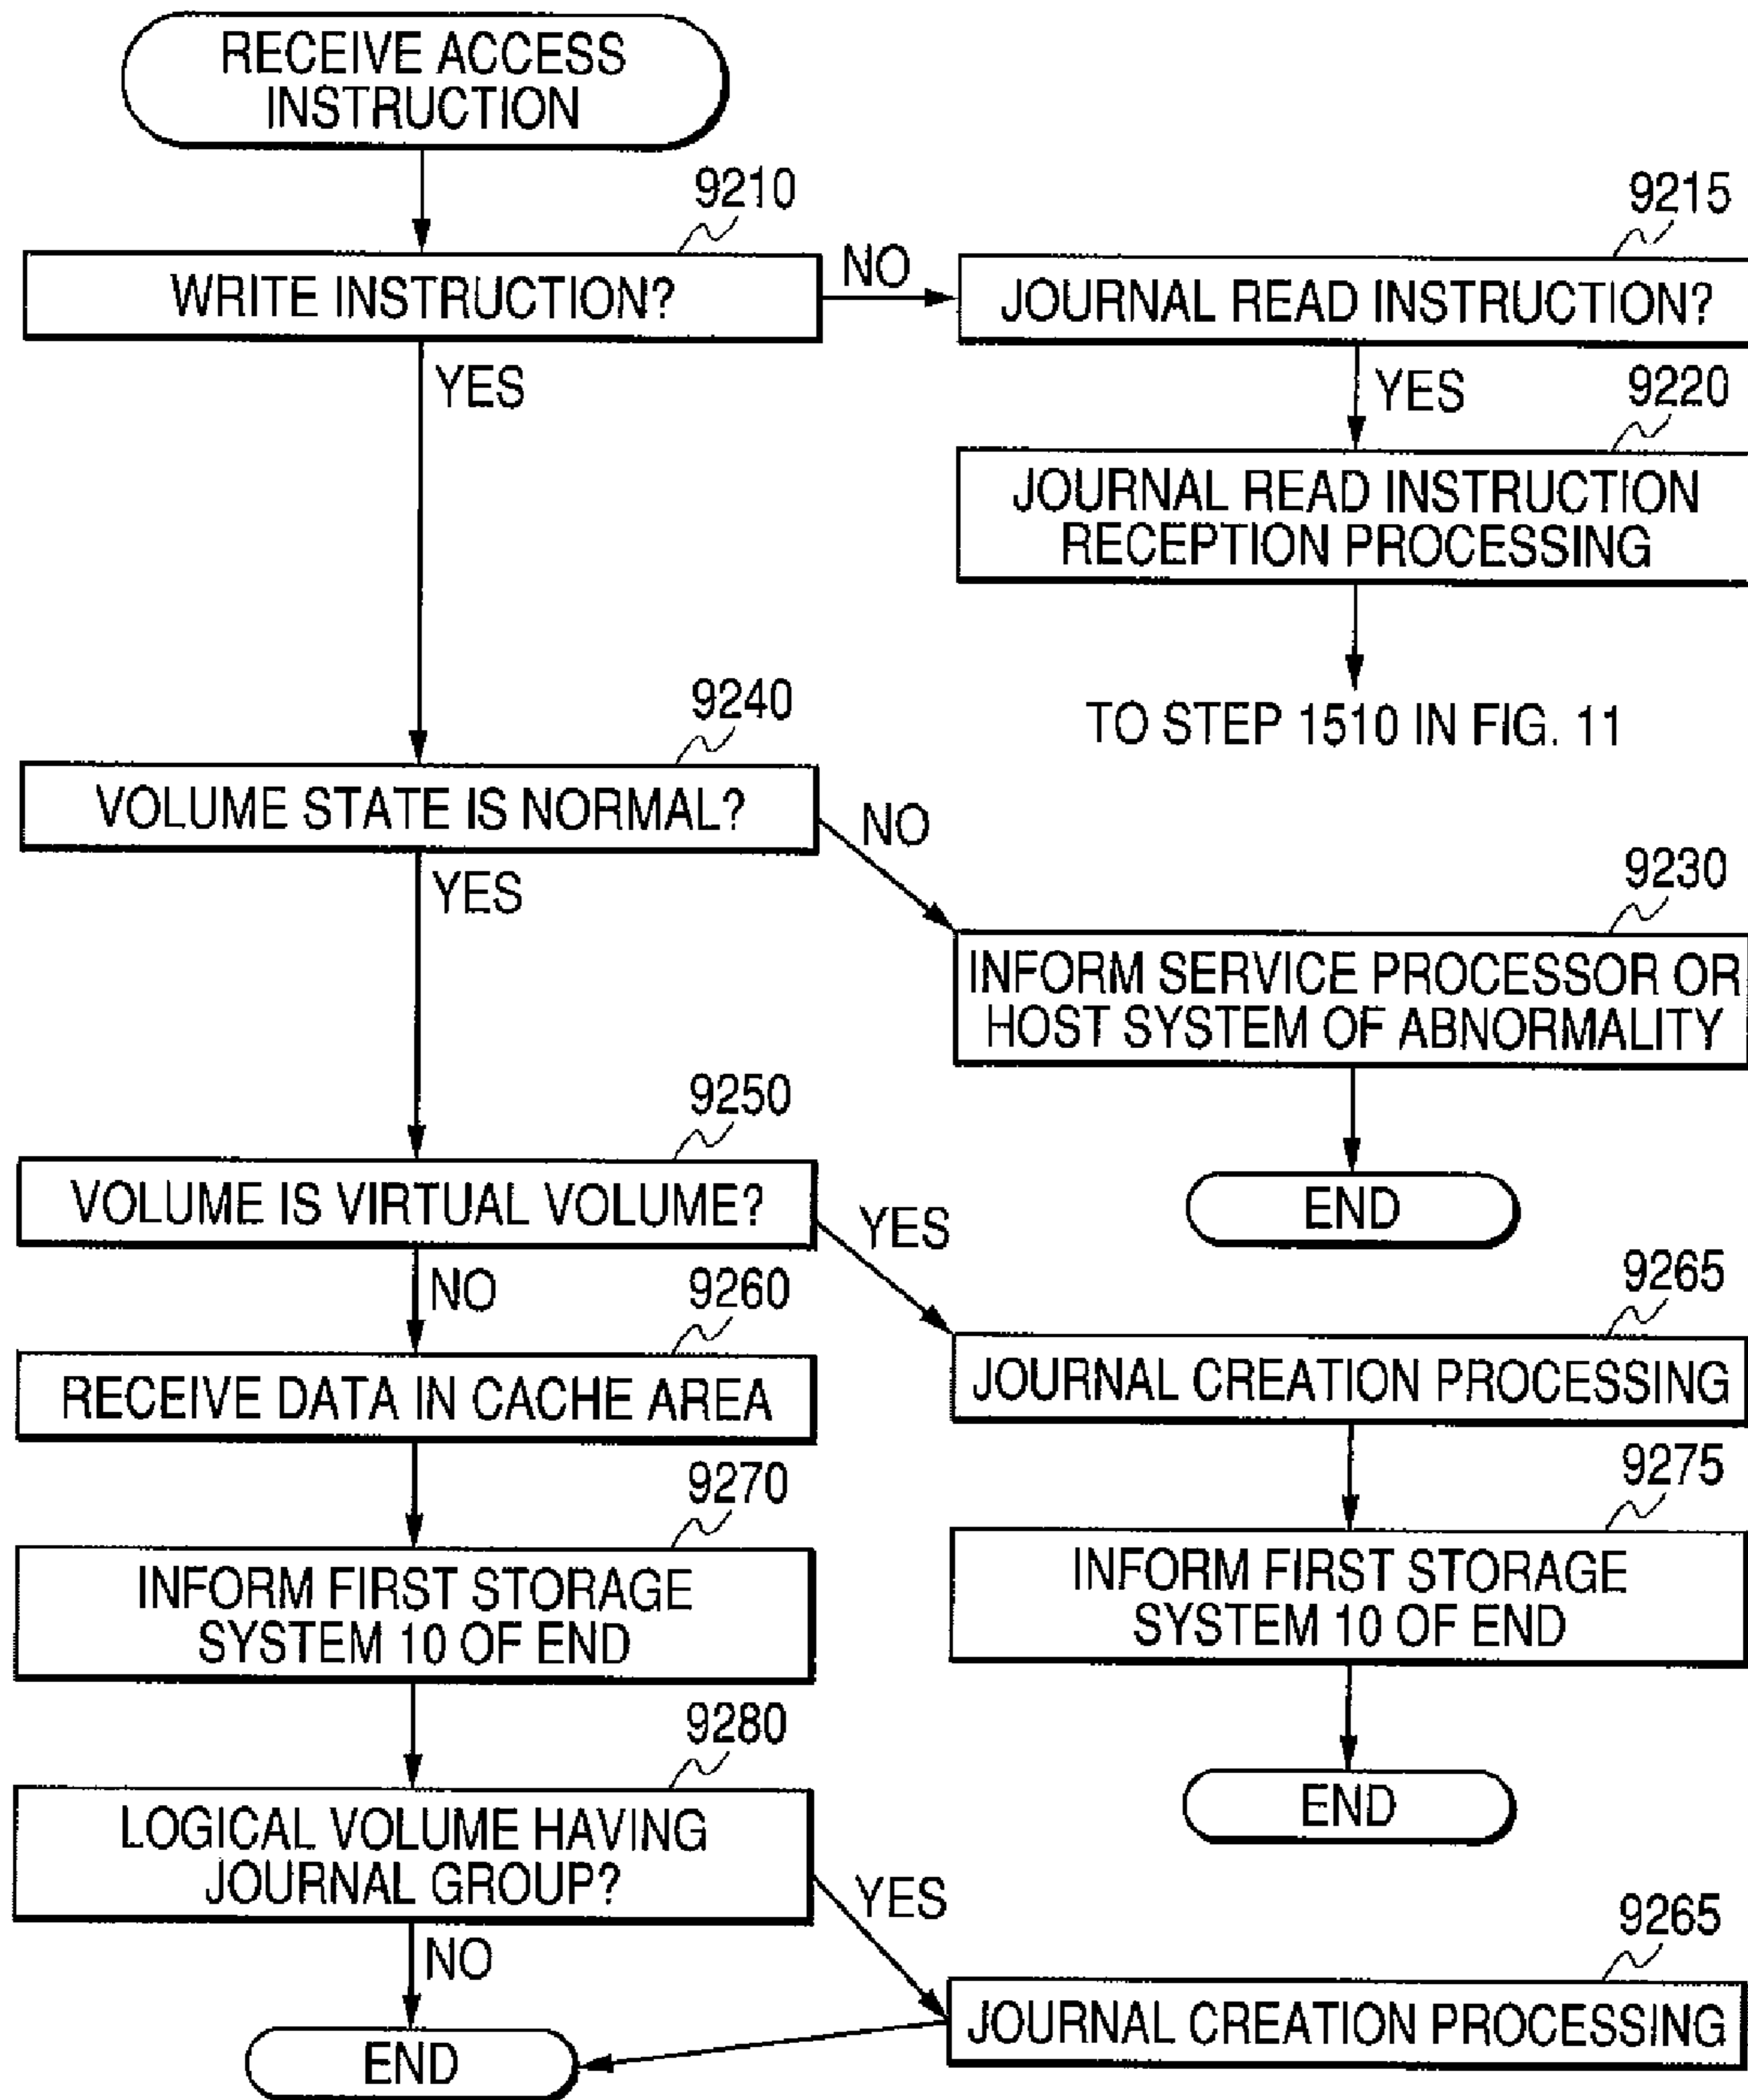 RECEIVE ACCESS
INSTRUCTION
9210
WRITE INSTRUCTION?
NO
9215
JOURNAL READ INSTRUCTION?
YES
YES
9220
JOURNAL READ INSTRUCTION
RECEPTION PROCESSING
TO STEP 1510 IN FIG. 11
9240
VOLUME STATE IS NORMAL?
NO
YES
9230
INFORM SERVICE PROCESSOR OR
HOST SYSTEM OF ABNORMALITY
END
9250
VOLUME IS VIRTUAL VOLUME?
YES
NO
9260
RECEIVE DATA IN CACHE AREA
9265
JOURNAL CREATION PROCESSING
9270
INFORM FIRST STORAGE
SYSTEM 10 OF END
9275
INFORM FIRST STORAGE
SYSTEM 10 OF END
END
9280
LOGICAL VOLUME HAVING
JOURNAL GROUP?
YES
NO
9265
JOURNAL CREATION PROCESSING
END